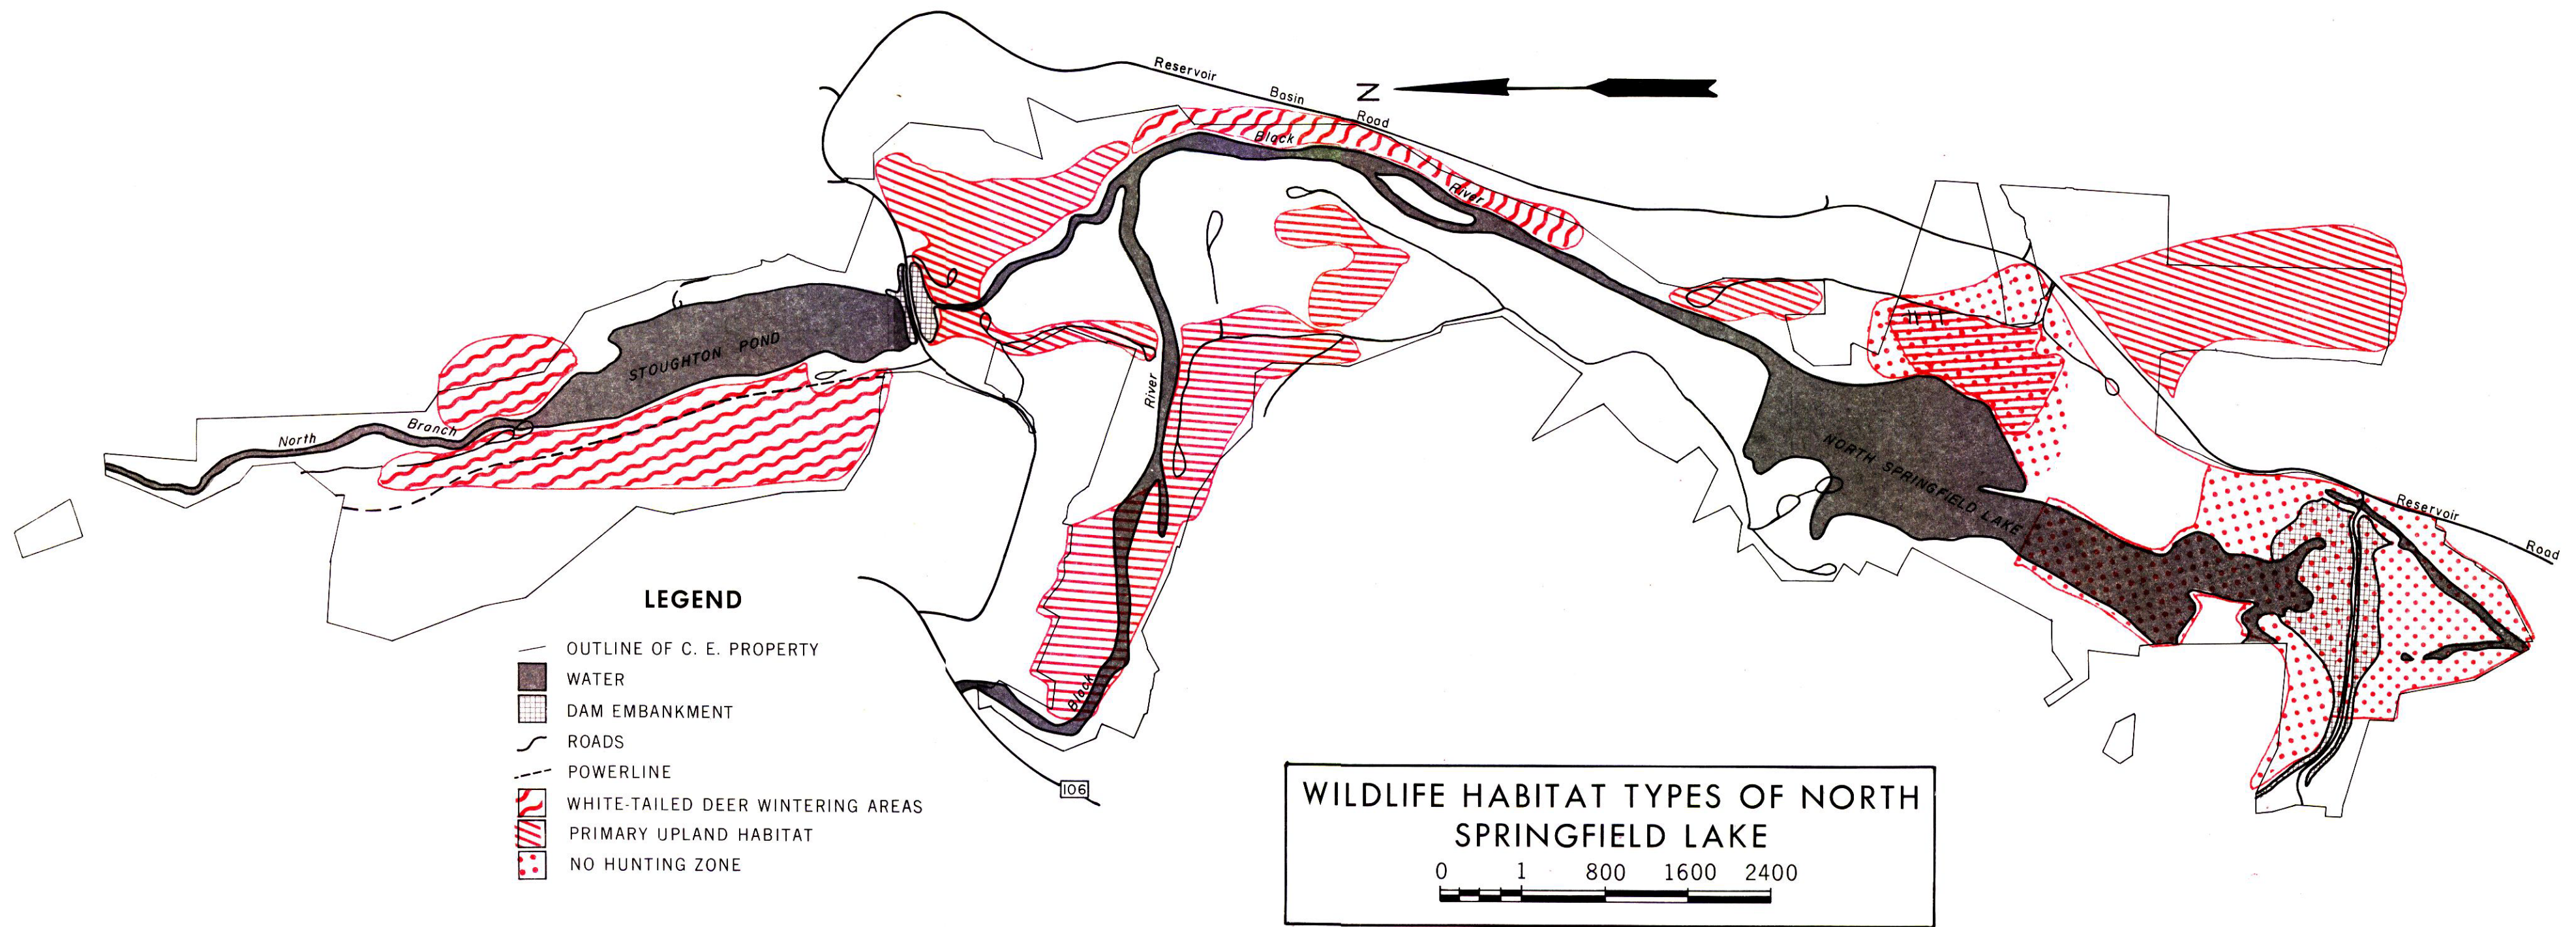 Reservoir
Basin
Road
N
Black
River
STOUGHTON POND
North
Branch
River
Black
106
NORTH SPRINGFIELD LAKE
Reservoir
Road
LEGEND
OUTLINE OF C. E. PROPERTY
WATER
DAM EMBANKMENT
ROADS
POWERLINE
WHITE-TAILED DEER WINTERING AREAS
PRIMARY UPLAND HABITAT
NO HUNTING ZONE
WILDLIFE HABITAT TYPES OF NORTH
SPRINGFIELD LAKE
0 1 800 1600 2400